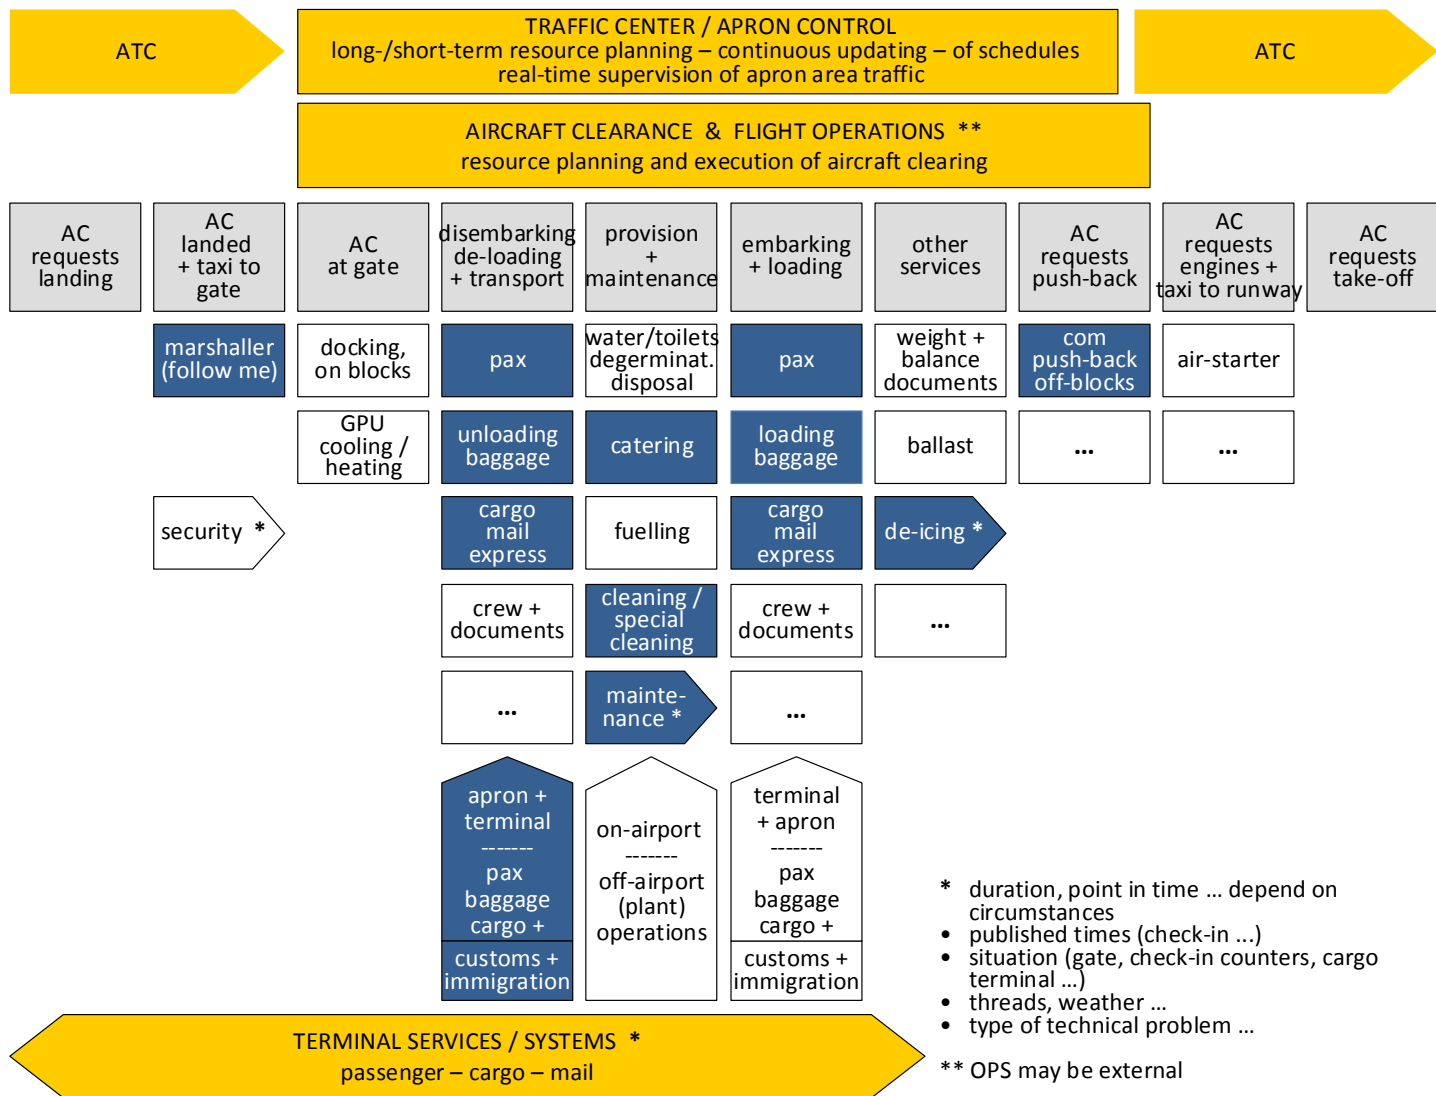 ATC
TRAFFIC CENTER / APRON CONTROL
long-/short-term resource planning – continuous updating – of schedules
real-time supervision of apron area traffic
ATC
AIRCRAFT CLEARANCE & FLIGHT OPERATIONS **
resource planning and execution of aircraft clearing
AC
requests
landing
AC
landed
+ taxi to
gate
AC
at gate
disembarking
de-loading
+ transport
provision
+
maintenance
embarking
+ loading
other
services
AC
requests
push-back
AC
requests
engines +
taxi to runway
AC
requests
take-off
marshaller
(follow me)
docking,
on blocks
pax
water/toilets
degerminat.
disposal
pax
weight +
balance
documents
com
push-back
off-blocks
air-starter
GPU
cooling /
heating
unloading
baggage
catering
loading
baggage
ballast
...
...
security *
cargo
mail
express
fuelling
cargo
mail
express
de-icing *
crew +
documents
cleaning /
special
cleaning
crew +
documents
...
...
mainte-
nance *
...
apron +
terminal
-------
pax
baggage
cargo +
customs +
immigration
on-airport
-------
off-airport
(plant)
operations
terminal
+ apron
-------
pax
baggage
cargo +
customs +
immigration
* duration, point in time ... depend on
circumstances
• published times (check-in ...)
• situation (gate, check-in counters, cargo
terminal ...)
• threads, weather ...
• type of technical problem ...
** OPS may be external
TERMINAL SERVICES / SYSTEMS *
passenger – cargo – mail